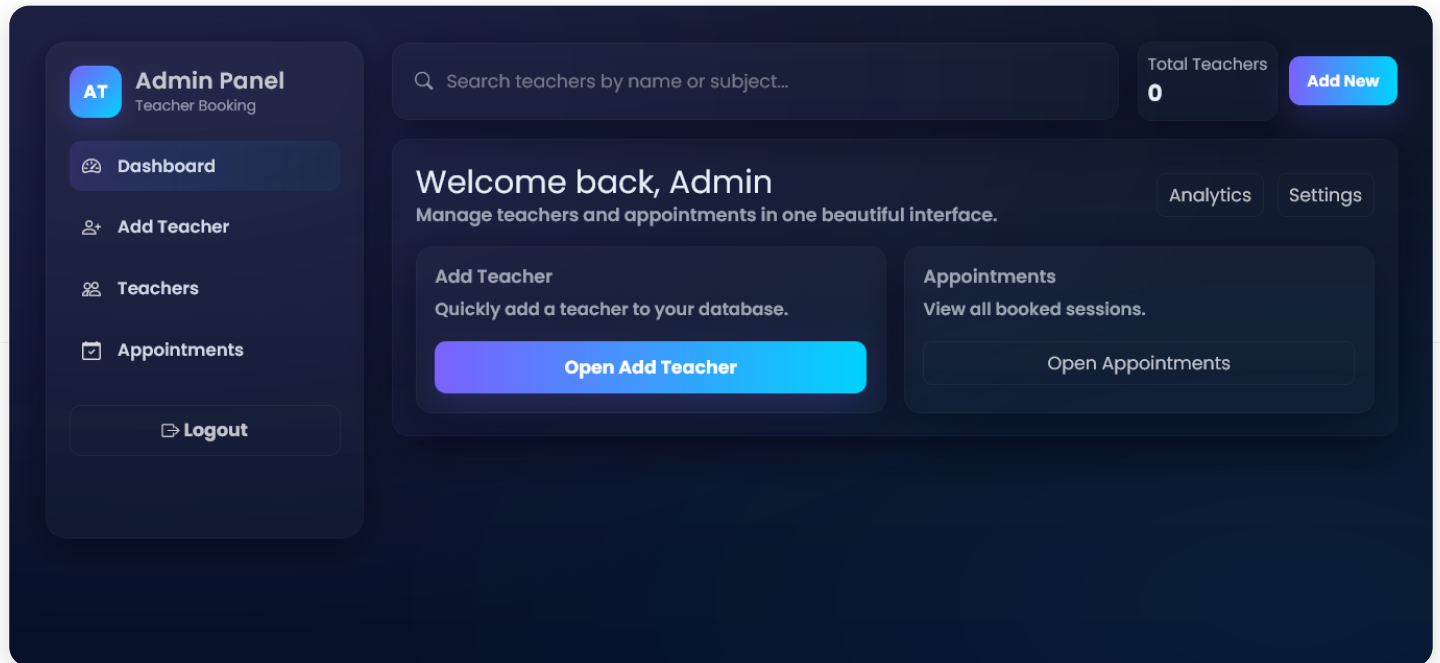 AT
Admin Panel
Teacher Booking
Dashboard
Add Teacher
Teachers
Appointments
Logout
Search teachers by name or subject...
Total Teachers
0
Add New
Welcome back, Admin
Manage teachers and appointments in one beautiful interface.
Analytics
Settings
Add Teacher
Quickly add a teacher to your database.
Open Add Teacher
Appointments
View all booked sessions.
Open Appointments